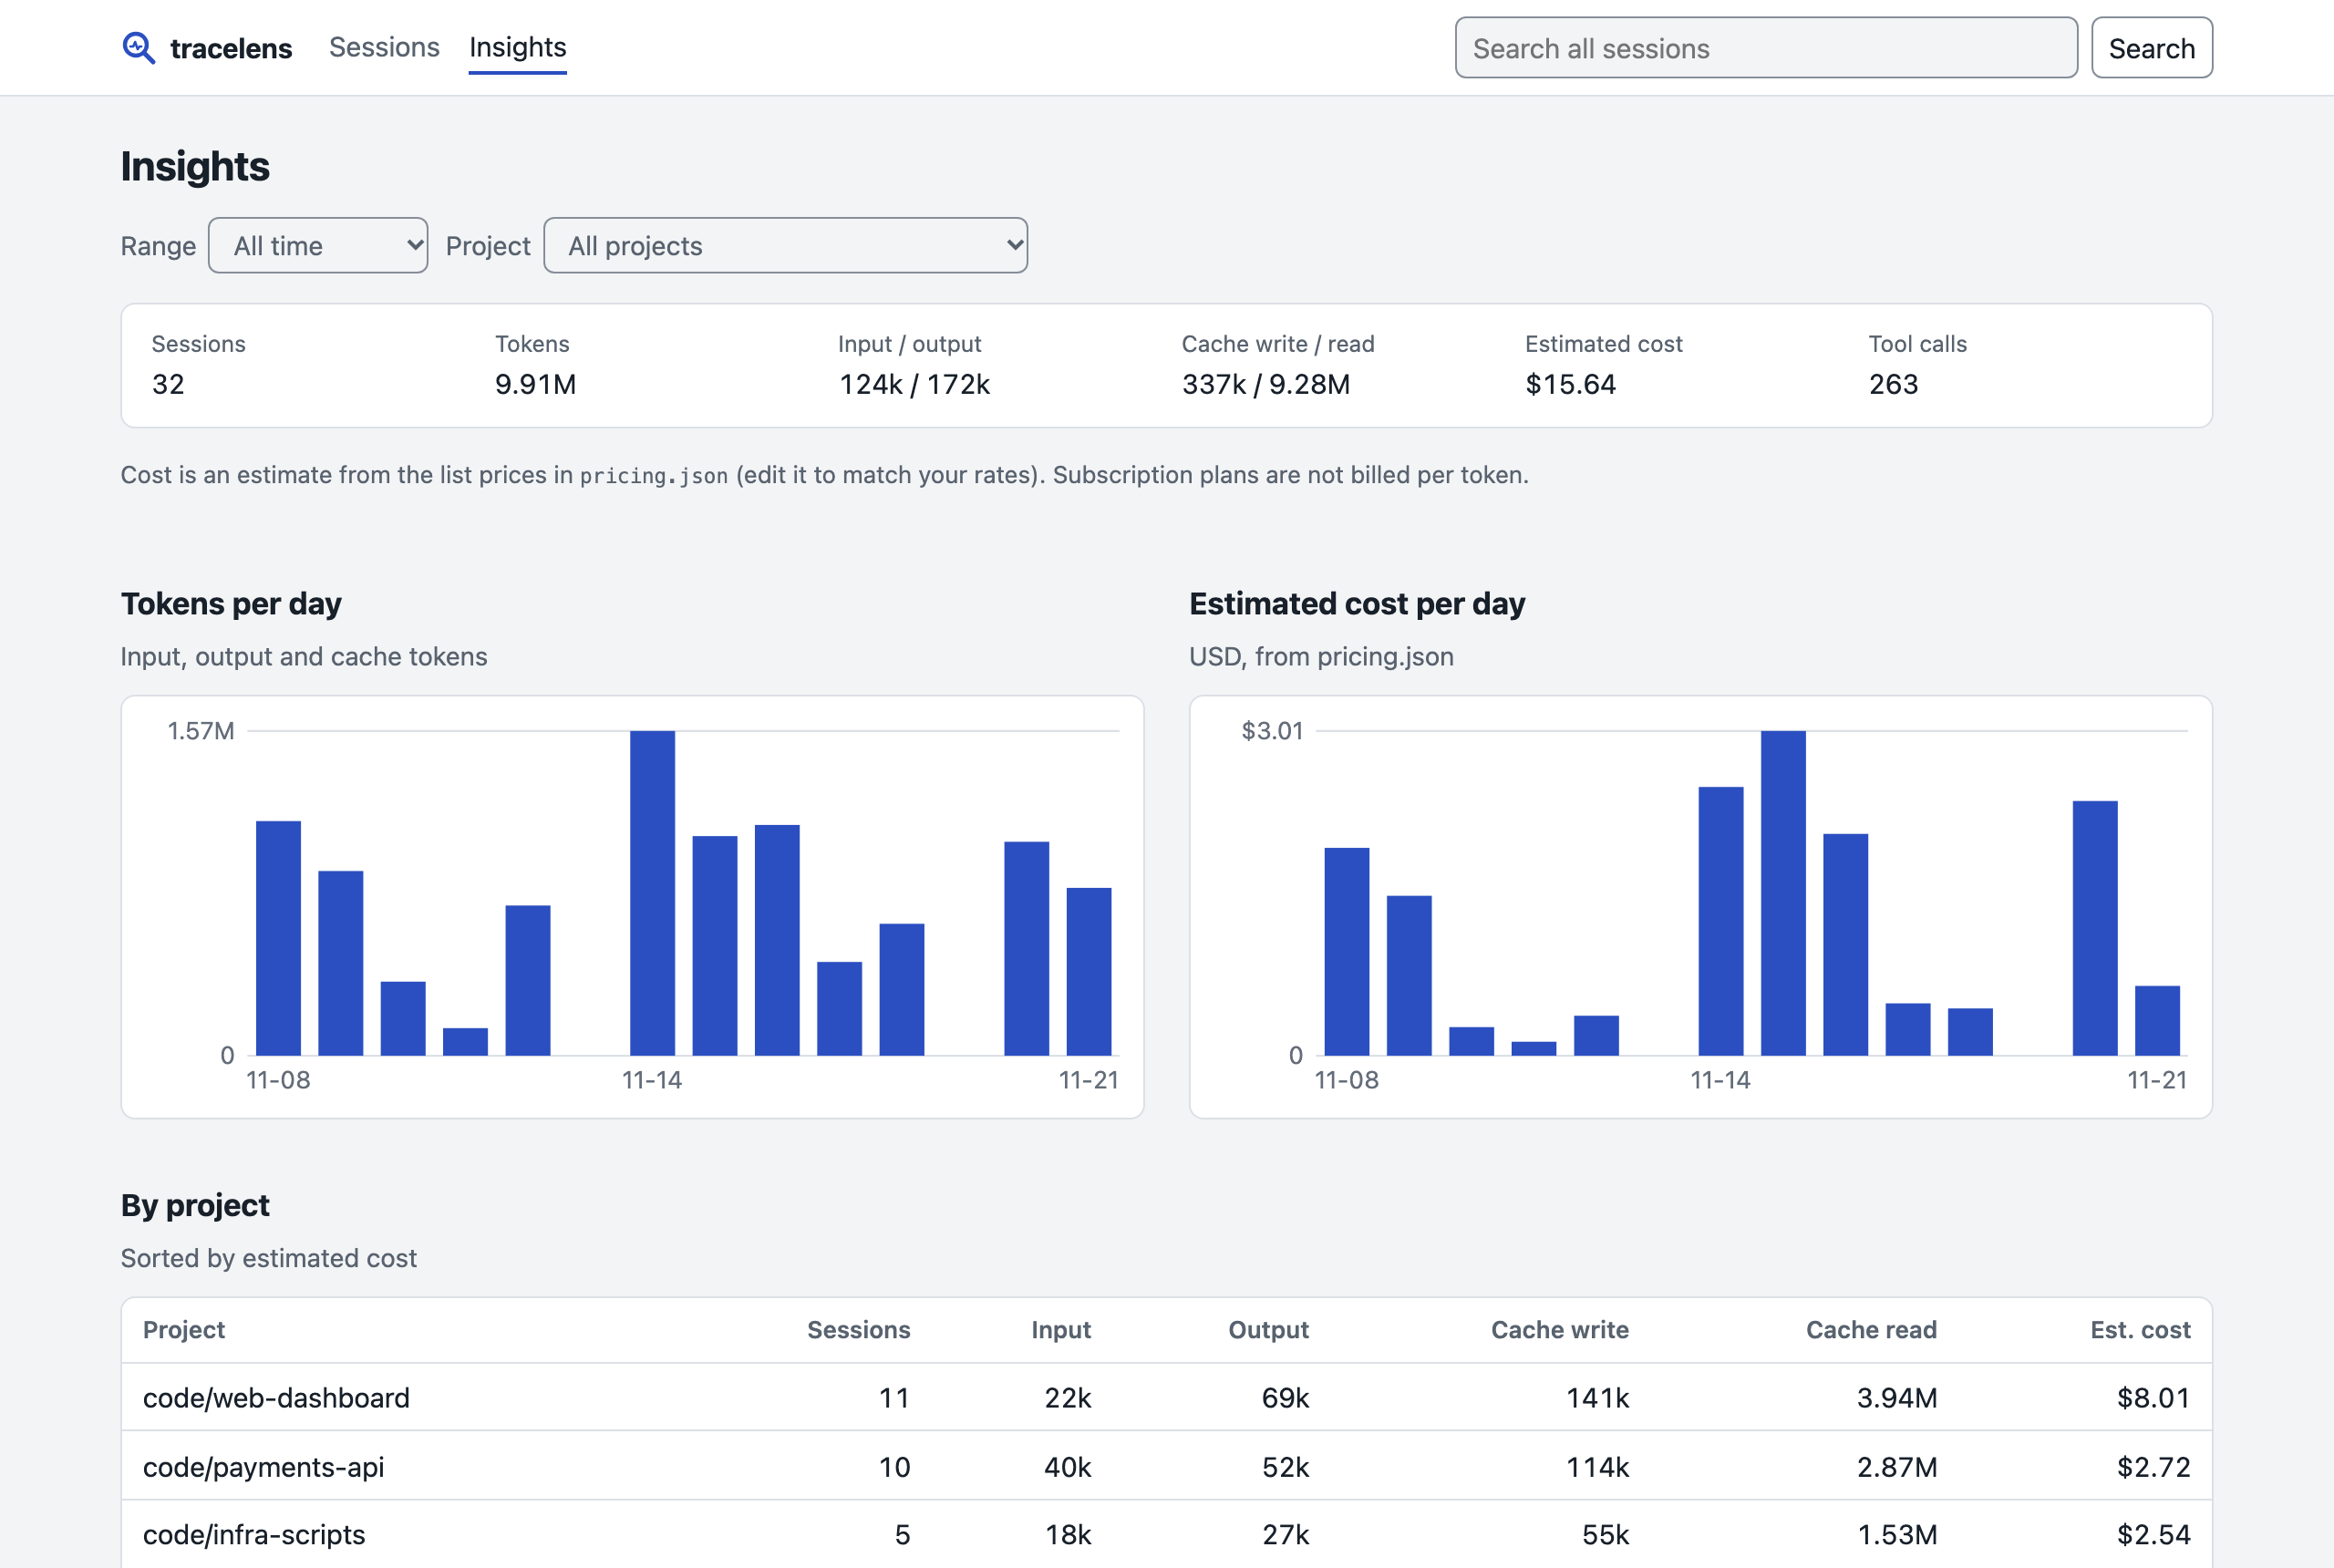 tracelens Sessions Insights Search all sessions Search
Insights
Range All time Project All projects
Sessions Tokens Input / output Cache write / read Estimated cost Tool calls
32 9.91M 124k / 172k 337k / 9.28M $15.64 263
Cost is an estimate from the list prices in pricing.json (edit it to match your rates). Subscription plans are not billed per token.
Tokens per day
Input, output and cache tokens
1.57M
0
11-08 11-14 11-21
Estimated cost per day
USD, from pricing.json
$3.01
0
11-08 11-14 11-21
By project
Sorted by estimated cost
Project Sessions Input Output Cache write Cache read Est. cost
code/web-dashboard 11 22k 69k 141k 3.94M $8.01
code/payments-api 10 40k 52k 114k 2.87M $2.72
code/infra-scripts 5 18k 27k 55k 1.53M $2.54